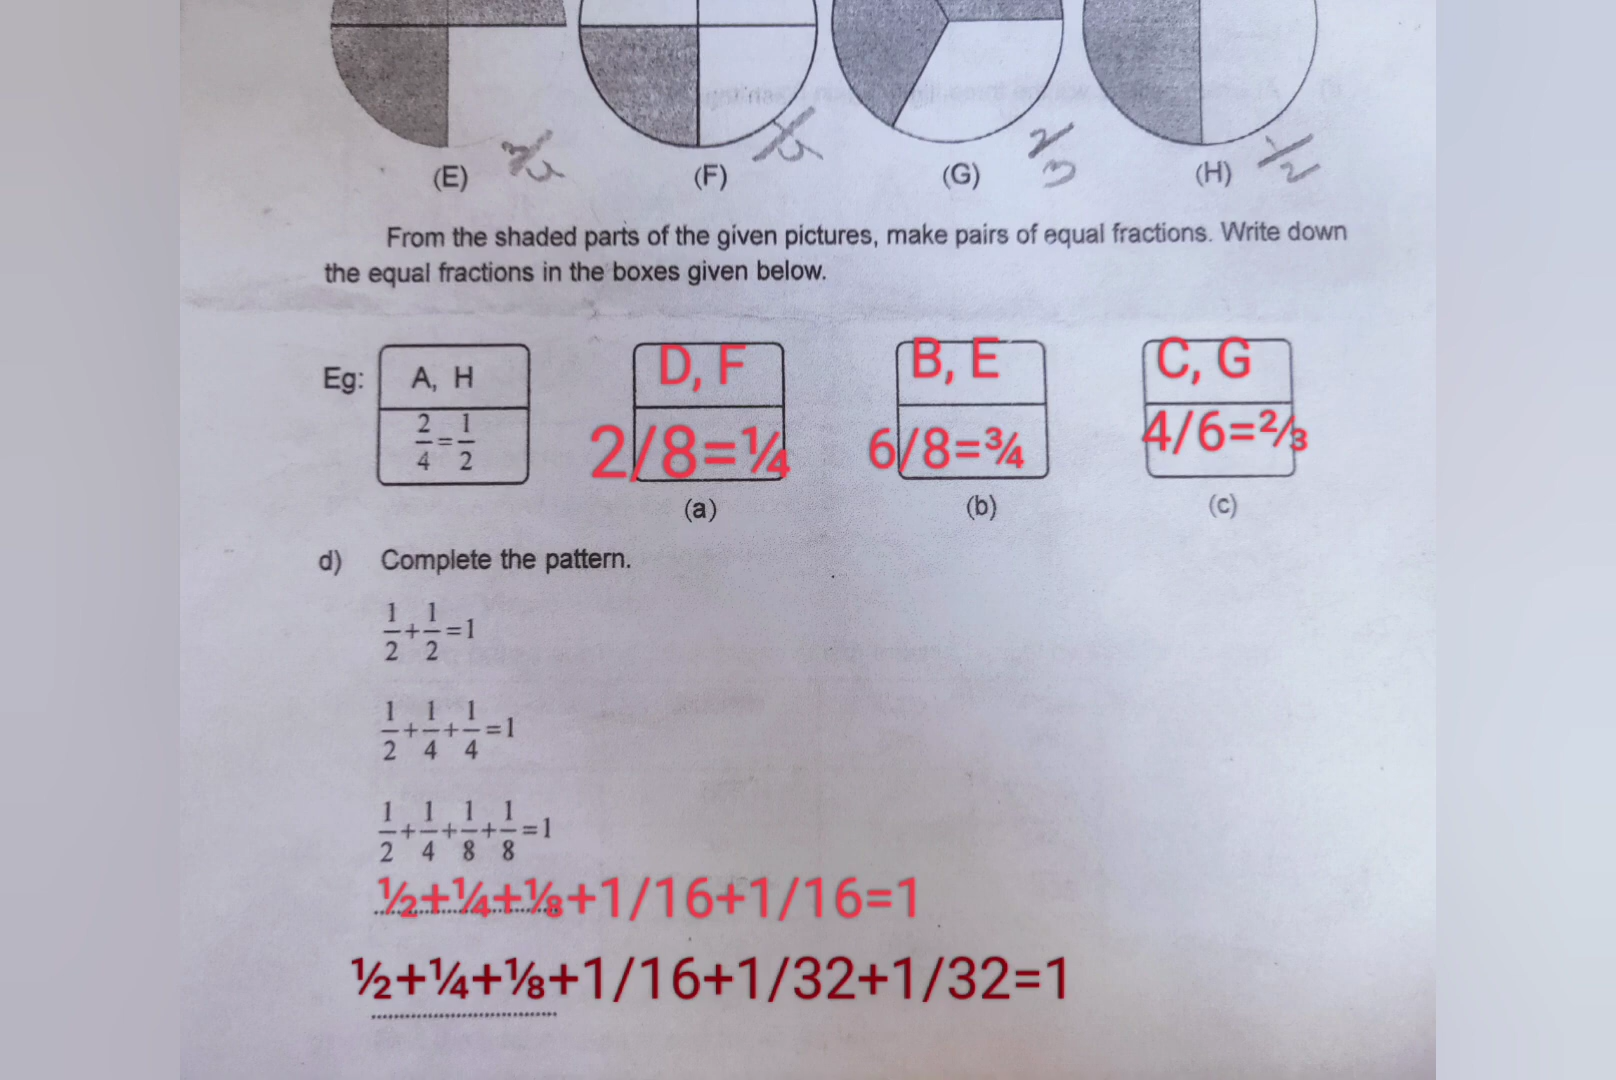 3/4 1/4 2/3 1/2
(E) (F) (G) (H)
From the shaded parts of the given pictures, make pairs of equal fractions. Write down
the equal fractions in the boxes given below.
Eg: A, H D, F B, E C, G
2/4=1/2 2/8=¼ 6/8=¾ 4/6=⅔
(a) (b) (c)
d) Complete the pattern.
1/2+1/2=1
1/2+1/4+1/4=1
1/2+1/4+1/8+1/8=1
½+¼+⅛+1/16+1/16=1
½+¼+⅛+1/16+1/32+1/32=1